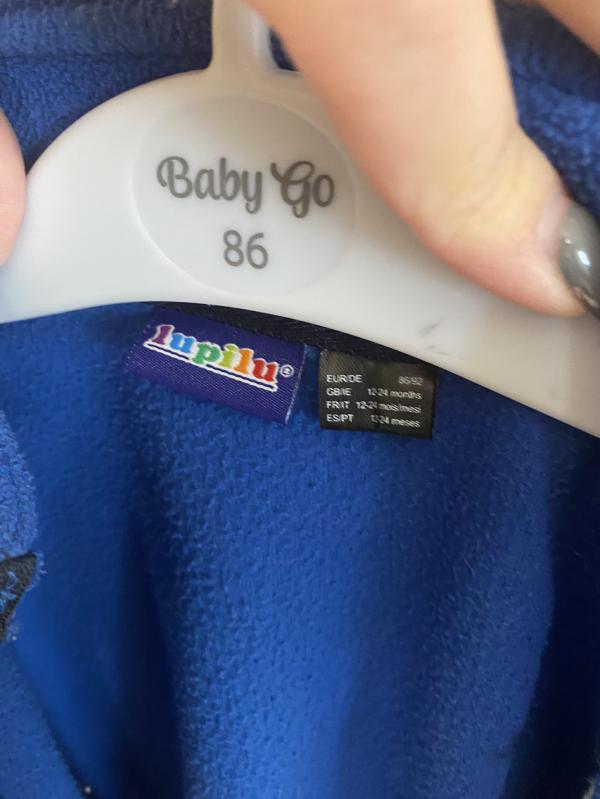 Baby Go
86
lupilu®
EUR/DE 86/92
GB/IE 12-24 months
FR/IT 12-24 mois/mesi
ES/PT 12-24 meses